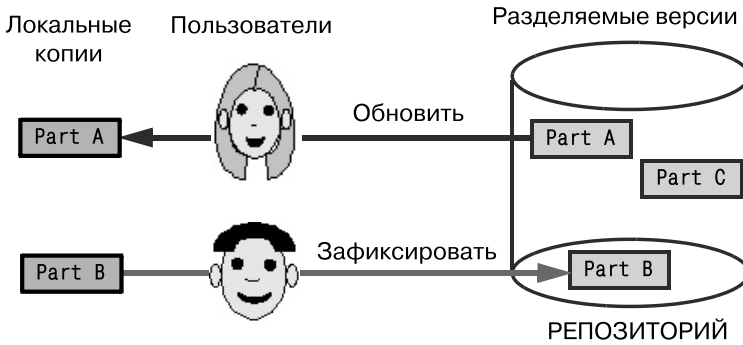 Локальные
копии
Пользователи
Разделяемые версии
Обновить
Part A
Part A
Part C
Зафиксировать
Part B
Part B
РЕПОЗИТОРИЙ